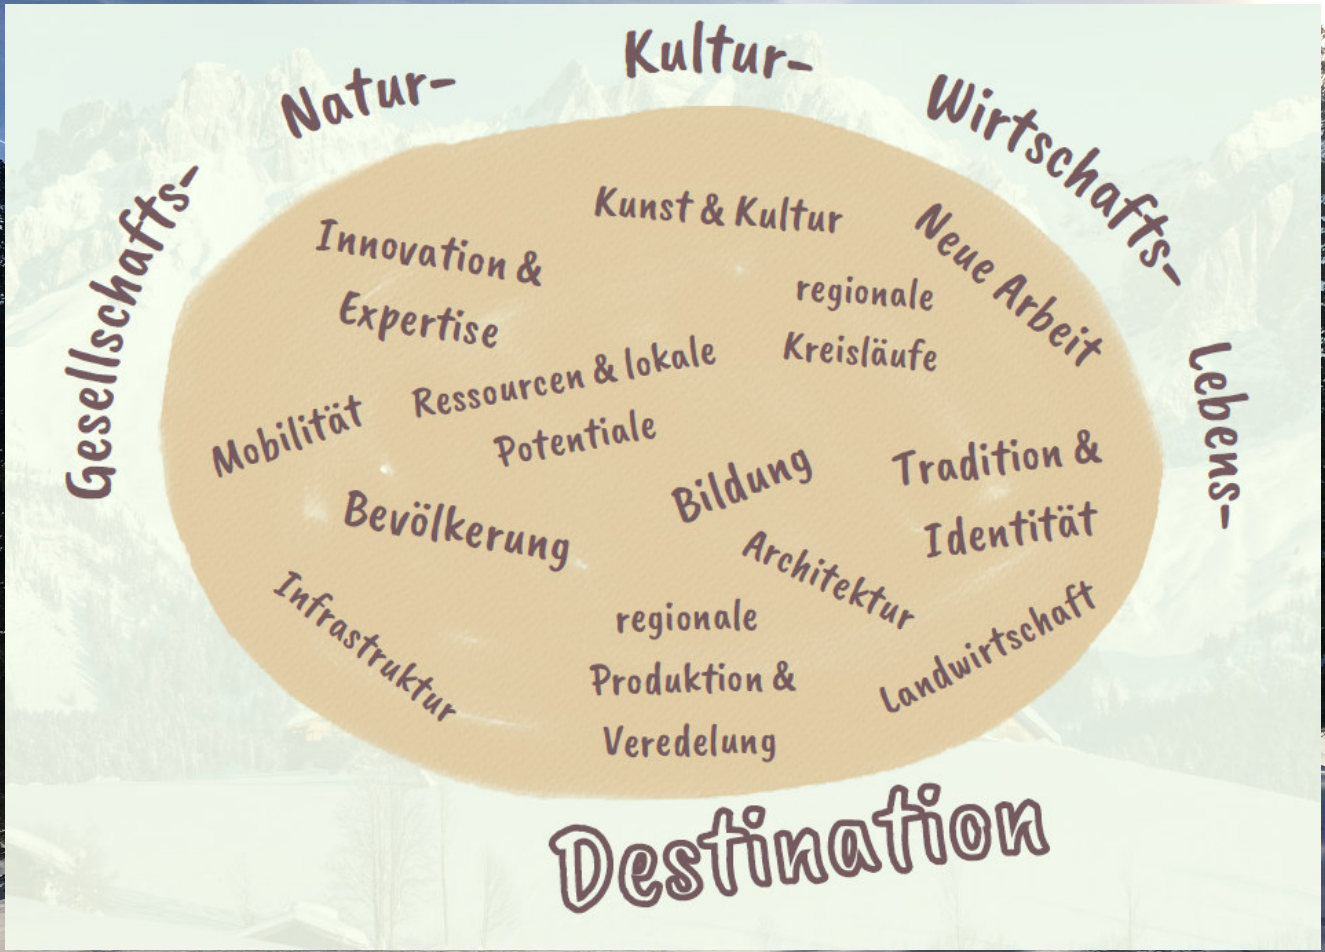 Kultur-
Natur-
Wirtschafts-
Gesellschafts-
Lebens-
Kunst & Kultur
Innovation &
Expertise
Neue Arbeit
regionale
Kreisläufe
Ressourcen & lokale
Potentiale
Mobilität
Bildung
Tradition &
Identität
Bevölkerung
Architektur
Infrastruktur
regionale
Produktion &
Veredelung
Landwirtschaft
Destination